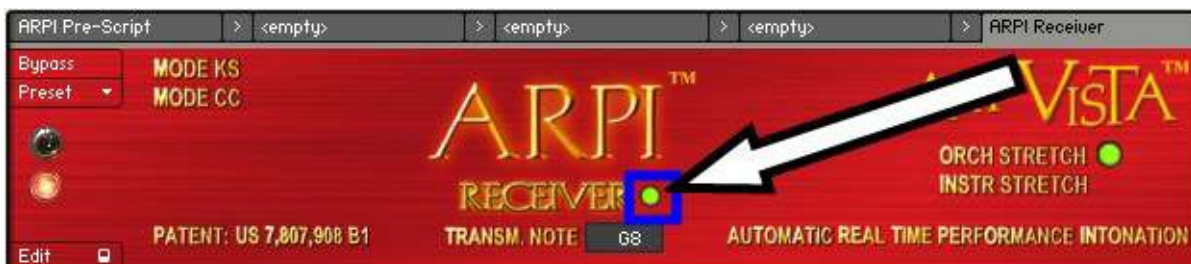 ARPI Pre-Script > <empty> > <empty> > <empty> > ARPI Receiver
Bypass
Preset
MODE KS
MODE CC
ARPI™
RECEIVER
VISTA™
ORCH STRETCH
INSTR STRETCH
PATENT: US 7,807,908 B1
TRANSM. NOTE G8
AUTOMATIC REAL TIME PERFORMANCE INTONATION
Edit